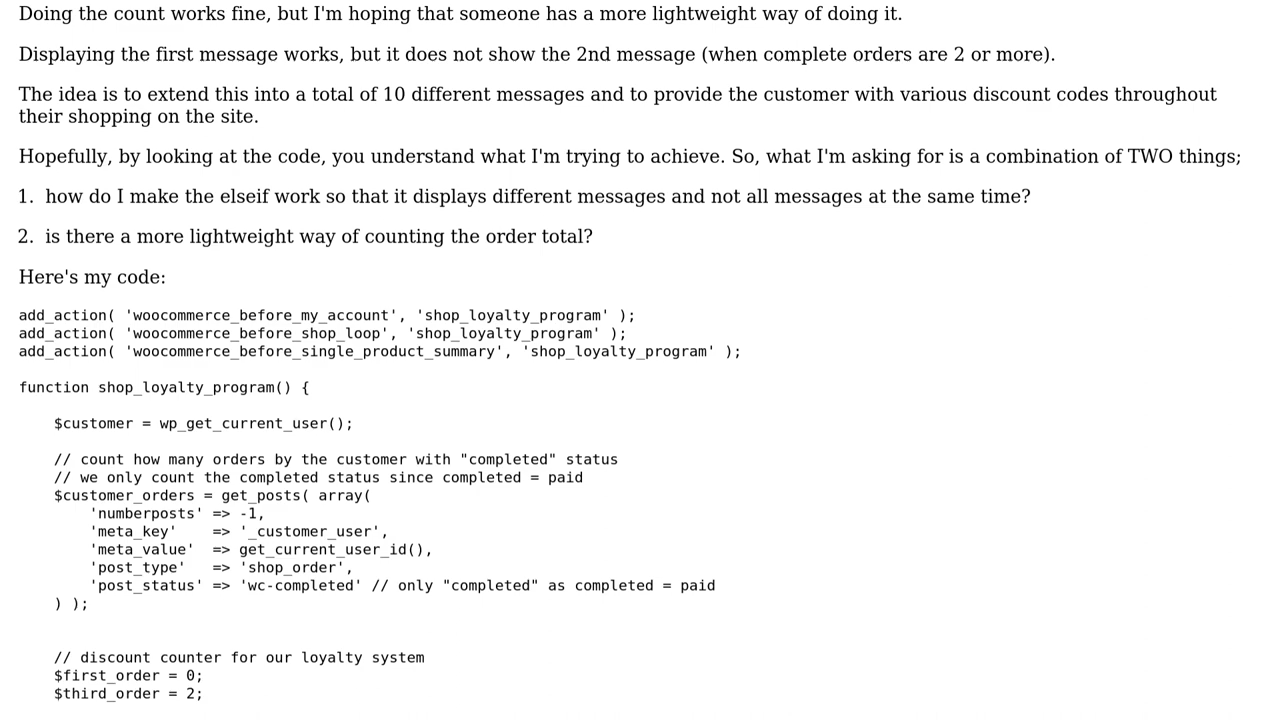 Doing the count works fine, but I'm hoping that someone has a more lightweight way of doing it.
Displaying the first message works, but it does not show the 2nd message (when complete orders are 2 or more).
The idea is to extend this into a total of 10 different messages and to provide the customer with various discount codes throughout
their shopping on the site.
Hopefully, by looking at the code, you understand what I'm trying to achieve. So, what I'm asking for is a combination of TWO things;
1. how do I make the elseif work so that it displays different messages and not all messages at the same time?
2. is there a more lightweight way of counting the order total?
Here's my code:
add_action( 'woocommerce_before_my_account', 'shop_loyalty_program' );
add_action( 'woocommerce_before_shop_loop', 'shop_loyalty_program' );
add_action( 'woocommerce_before_single_product_summary', 'shop_loyalty_program' );
function shop_loyalty_program() {
    $customer = wp_get_current_user();
    // count how many orders by the customer with "completed" status
    // we only count the completed status since completed = paid
    $customer_orders = get_posts( array(
        'numberposts' => -1,
        'meta_key'    => '_customer_user',
        'meta_value'  => get_current_user_id(),
        'post_type'   => 'shop_order',
        'post_status' => 'wc-completed' // only "completed" as completed = paid
    ) );
    // discount counter for our loyalty system
    $first_order = 0;
    $third_order = 2;